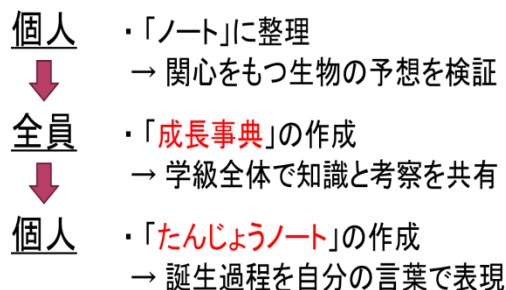 個人 ・「ノート」に整理
→ 関心をもつ生物の予想を検証
全員 ・「成長事典」の作成
→ 学級全体で知識と考察を共有
個人 ・「たんじょうノート」の作成
→ 誕生過程を自分の言葉で表現